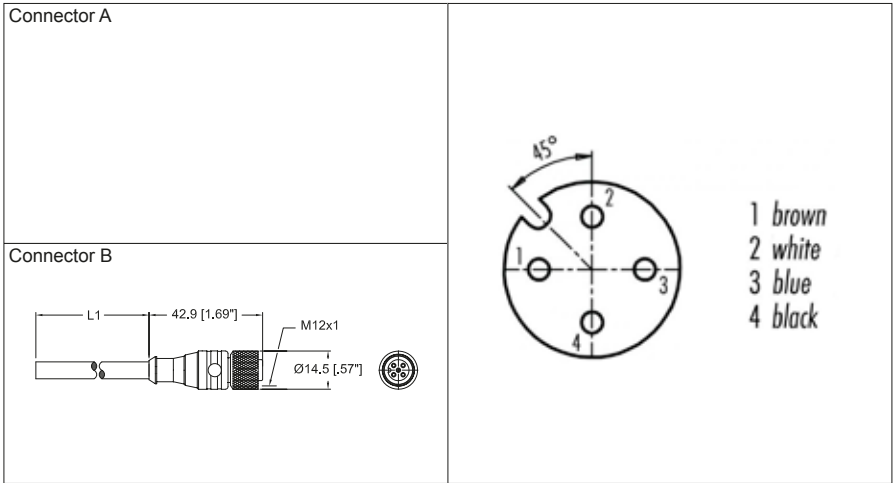 Connector A
Connector B
L1
42.9 [1.69"]
M12x1
Ø14.5 [.57"]
45°
2
1
3
4
1 brown
2 white
3 blue
4 black